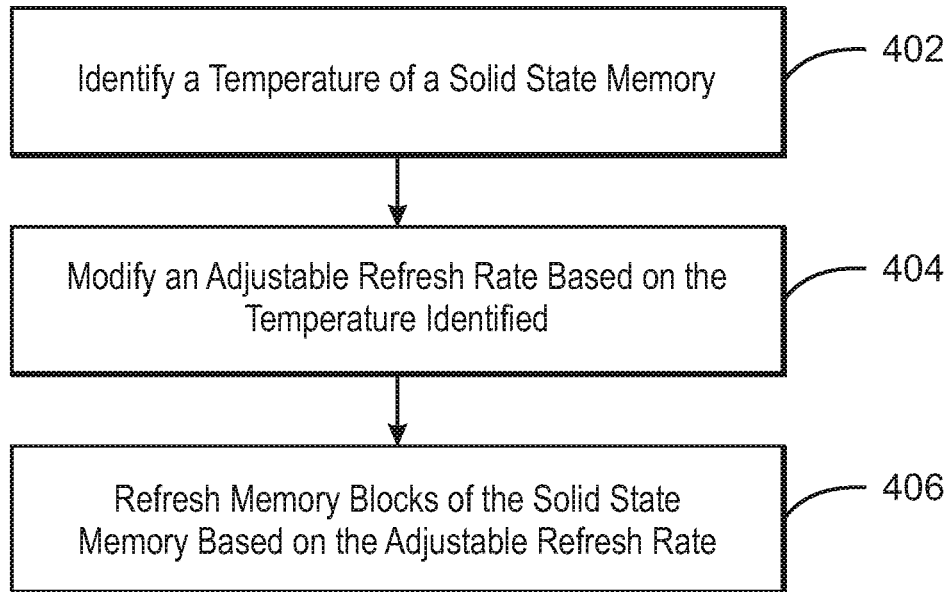 Identify a Temperature of a Solid State Memory
402
Modify an Adjustable Refresh Rate Based on the
Temperature Identified
404
Refresh Memory Blocks of the Solid State
Memory Based on the Adjustable Refresh Rate
406